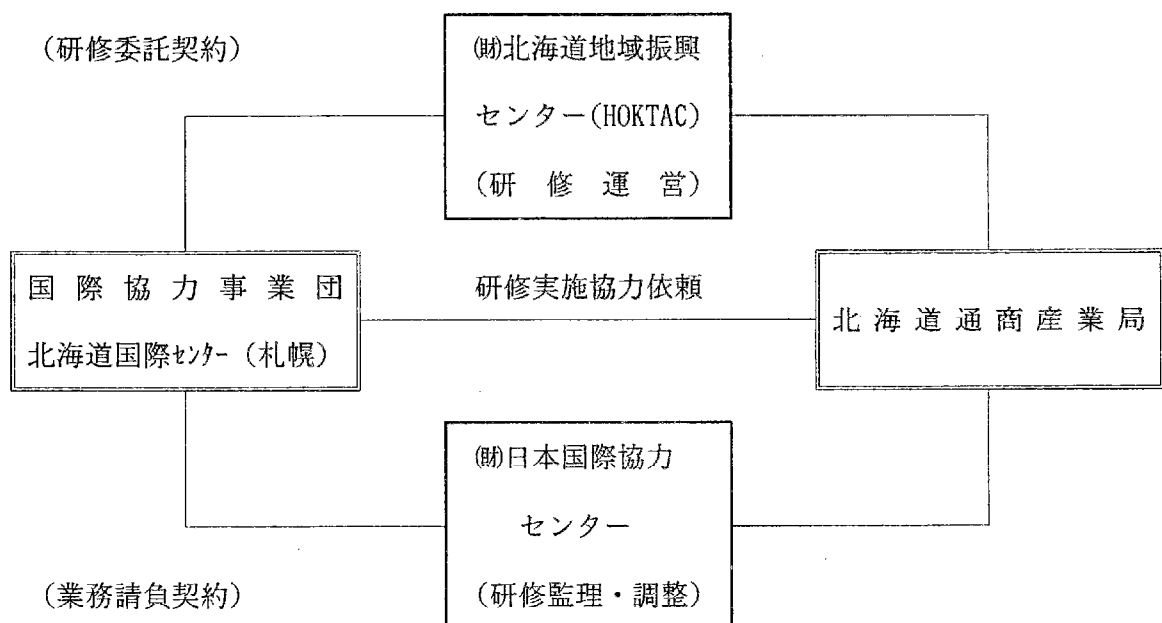 （研修委託契約）
㈶北海道地域振興
センター(HOKTAC)
（研修運営）
国際協力事業団
北海道国際ｾﾝﾀｰ（札幌）
研修実施協力依頼
北海道通商産業局
㈶日本国際協力
センター
（研修監理・調整）
（業務請負契約）